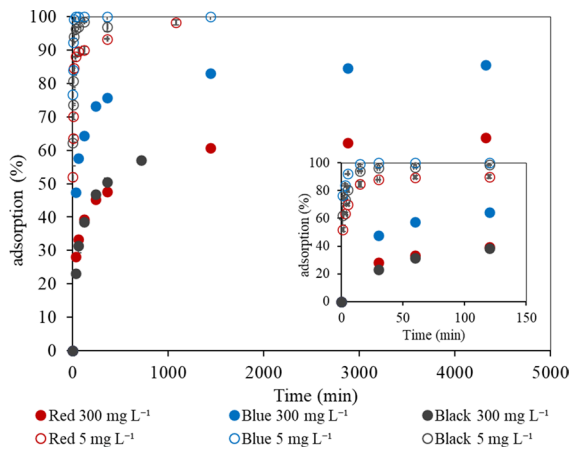 100
90
80
70
60
50
40
30
20
10
0
adsorption (%)
0 1000 2000 3000 4000 5000
Time (min)
100
80
60
40
20
0
adsorption (%)
0 50 100 150
Time (min)
Red 300 mg L⁻¹ Blue 300 mg L⁻¹ Black 300 mg L⁻¹
Red 5 mg L⁻¹ Blue 5 mg L⁻¹ Black 5 mg L⁻¹